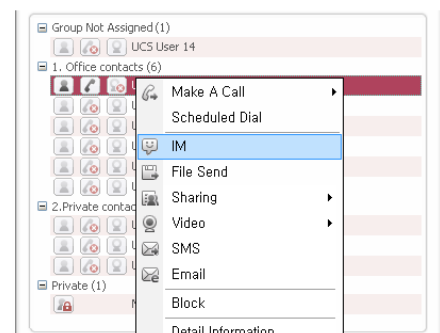 Group Not Assigned (1)
UCS User 14
1. Office contacts (6)
Make A Call
Scheduled Dial
IM
File Send
Sharing
2.Private contac
Video
SMS
Email
Private (1)
Block
Detail Information